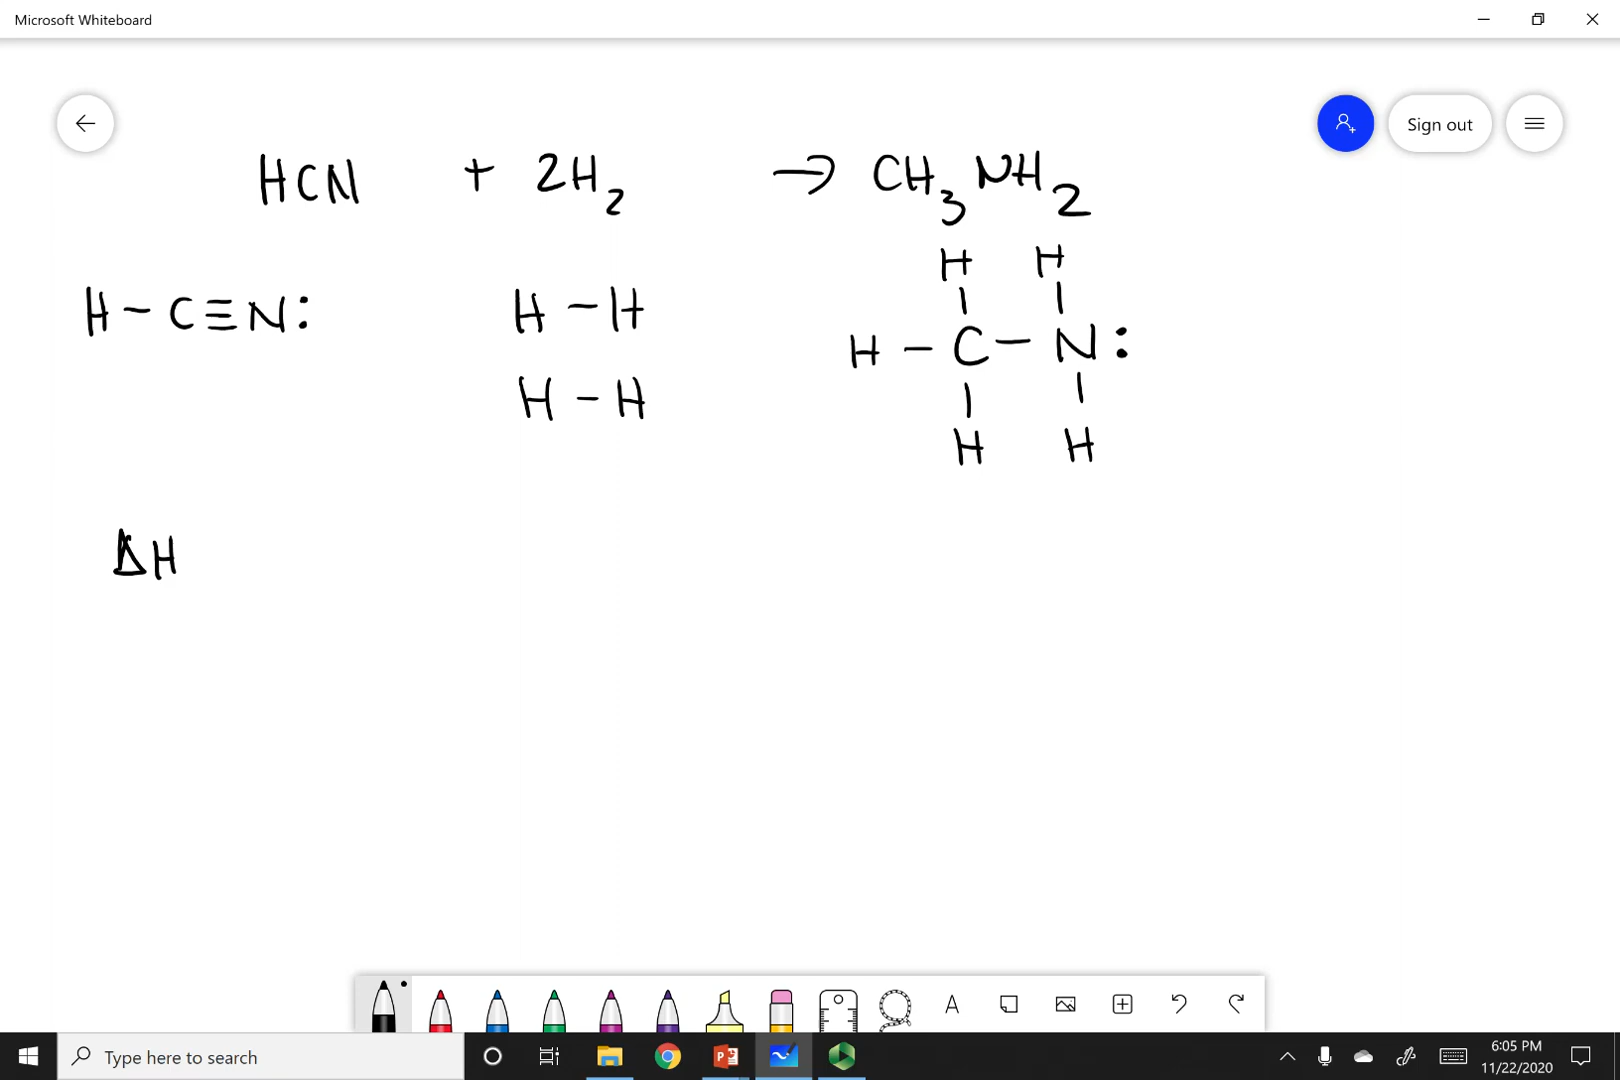 Microsoft Whiteboard
Sign out
HCN + 2H₂ → CH₃NH₂
H H
H - C ≡ N: H - H H - C - N:
H - H
H H
ΔH
A
Type here to search
6:05 PM
11/22/2020